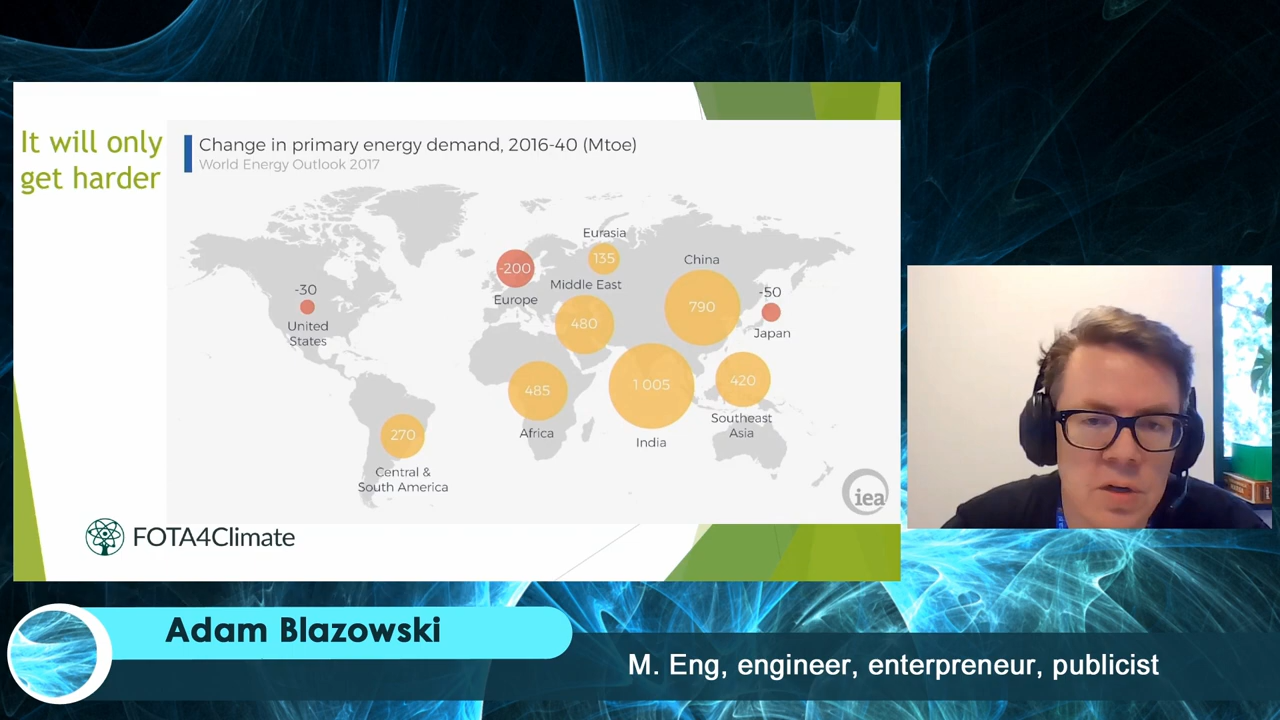 It will only
get harder
Change in primary energy demand, 2016-40 (Mtoe)
World Energy Outlook 2017
Eurasia
135
China
790
-200
Europe
Middle East
480
-30
United
States
-50
Japan
485
Africa
1 005
India
420
Southeast
Asia
270
Central &
South America
iea
FOTA4Climate
Adam Blazowski
M. Eng, engineer, enterpreneur, publicist